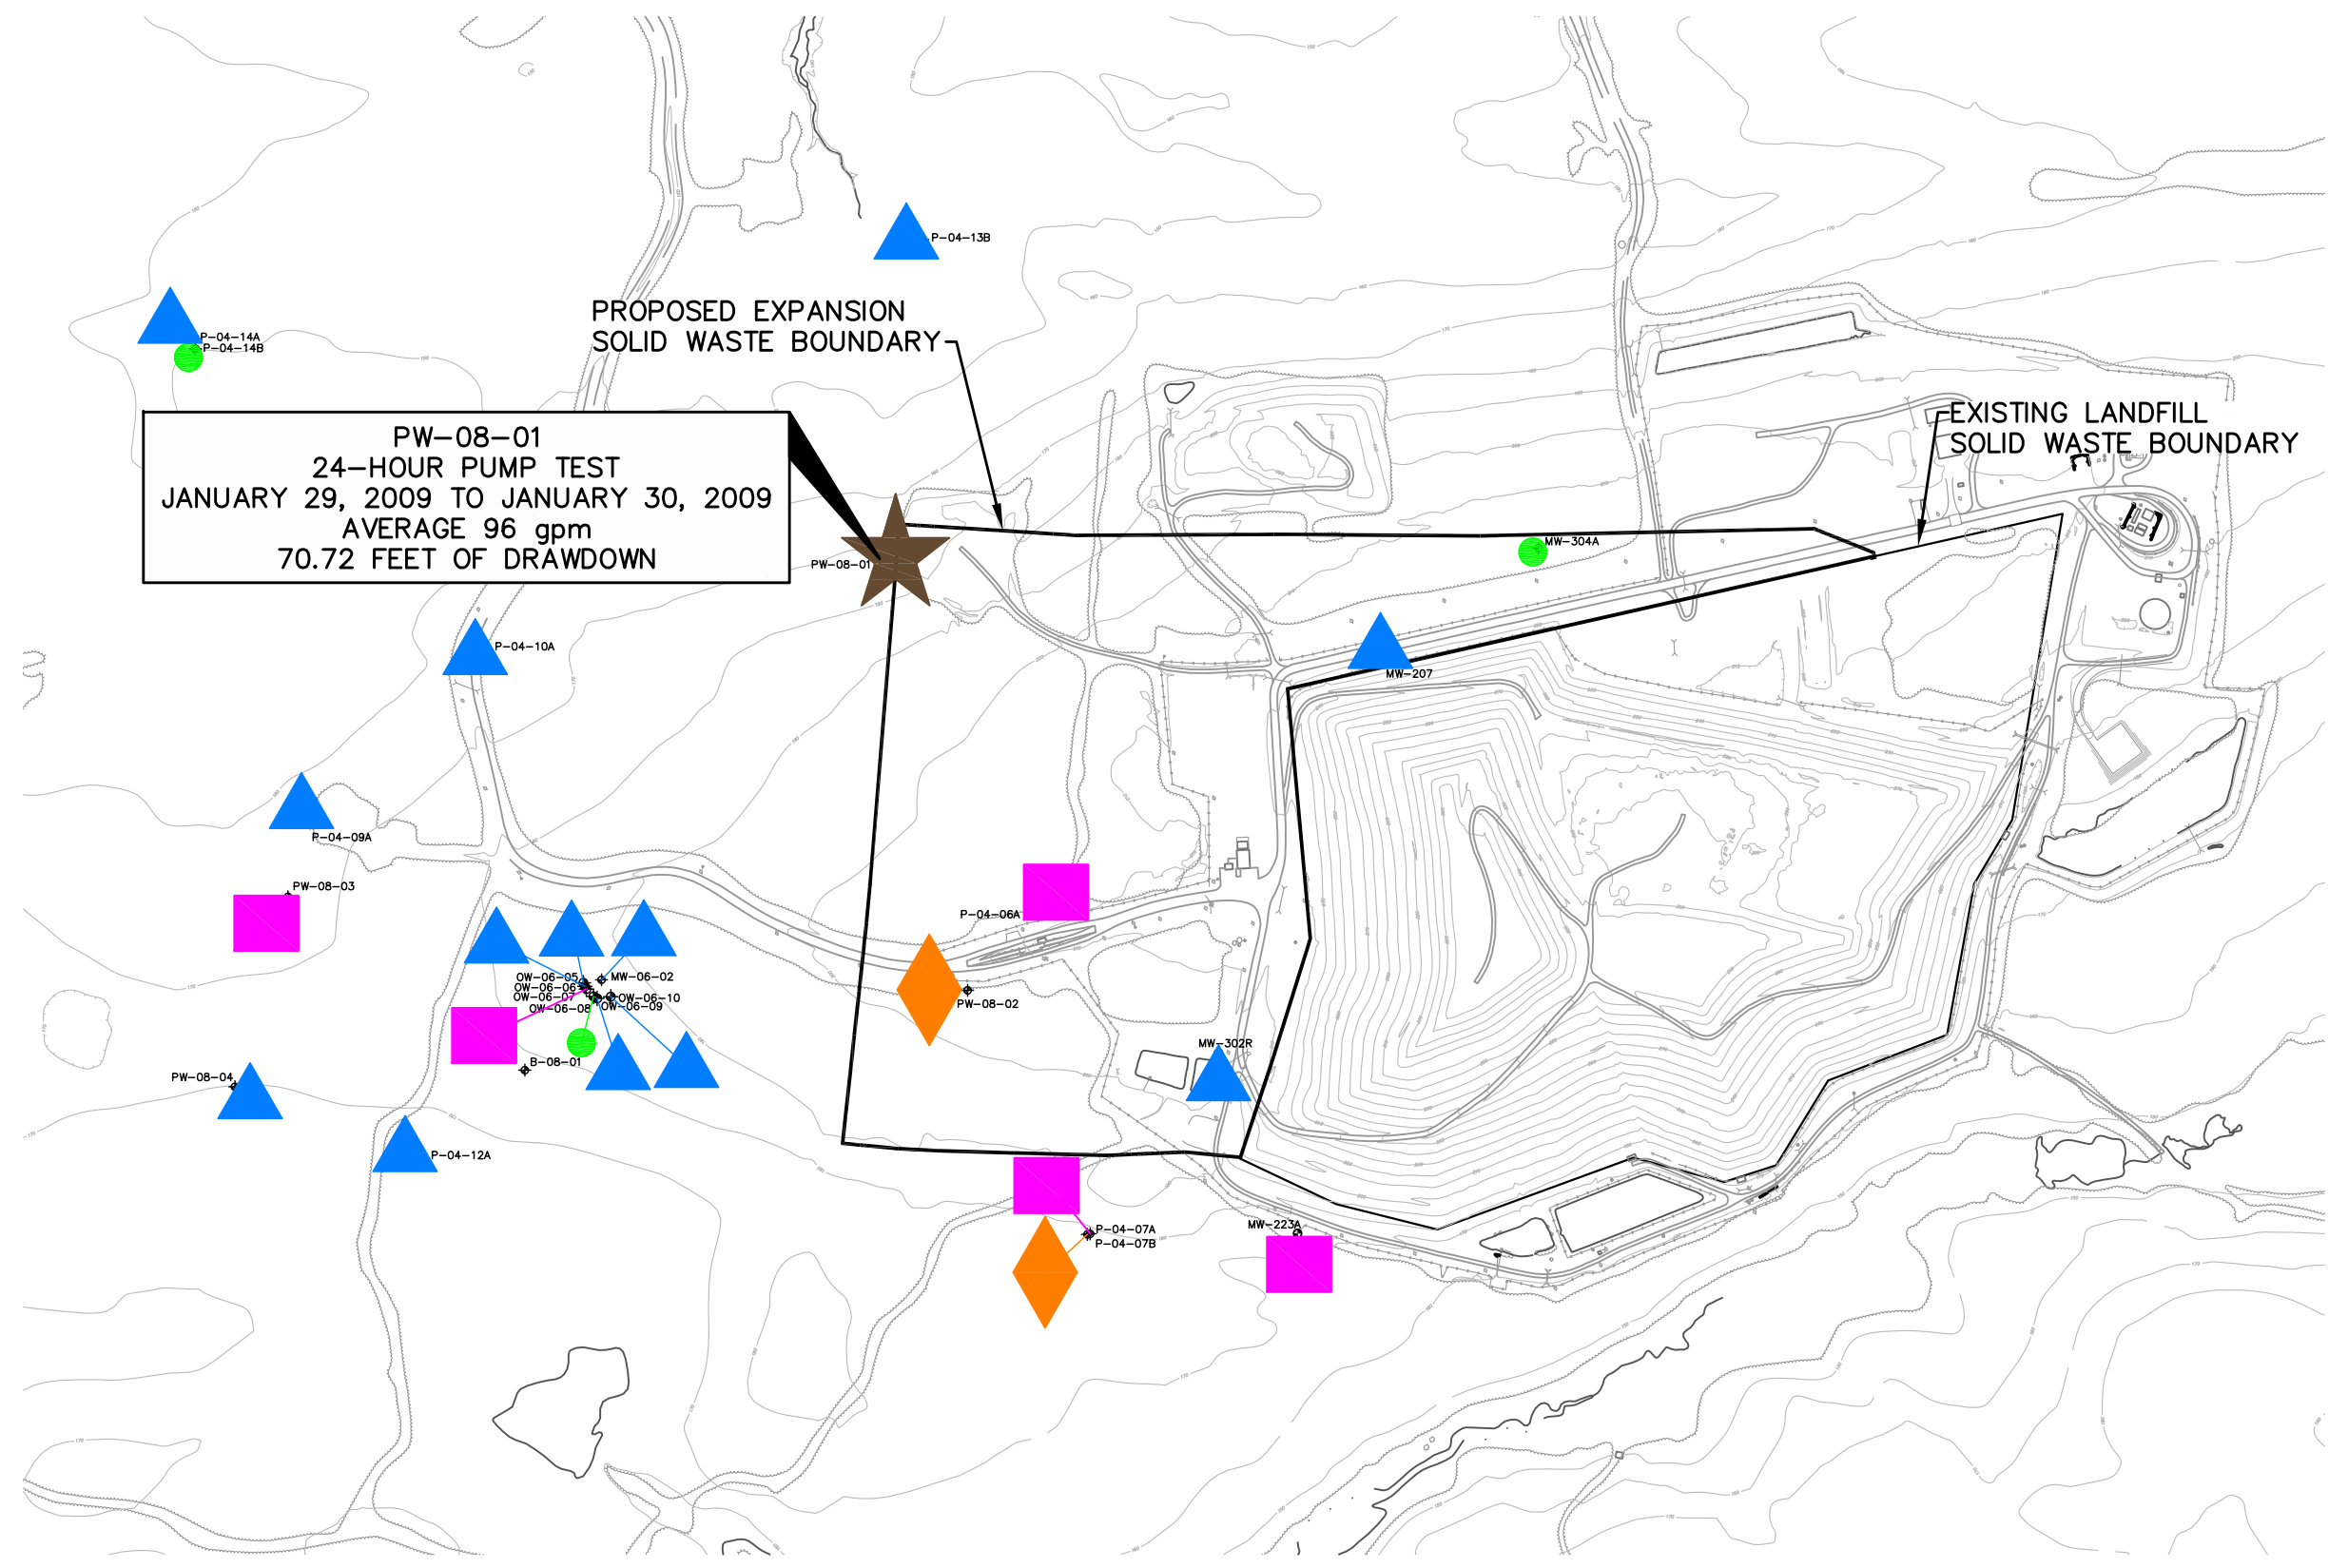 P-04-13B
PROPOSED EXPANSION
SOLID WASTE BOUNDARY
P-04-14A
P-04-14B
EXISTING LANDFILL
SOLID WASTE BOUNDARY
PW-08-01
24-HOUR PUMP TEST
JANUARY 29, 2009 TO JANUARY 30, 2009
AVERAGE 96 gpm
70.72 FEET OF DRAWDOWN
MW-304A
PW-08-01
P-04-10A
MW-207
P-04-09A
PW-08-03
P-04-06A
OW-06-05
MW-06-02
OW-06-06
OW-06-07
OW-06-10
OW-06-08
OW-06-09
PW-08-02
MW-302R
B-08-01
PW-08-04
P-04-12A
MW-223A
P-04-07A
P-04-07B